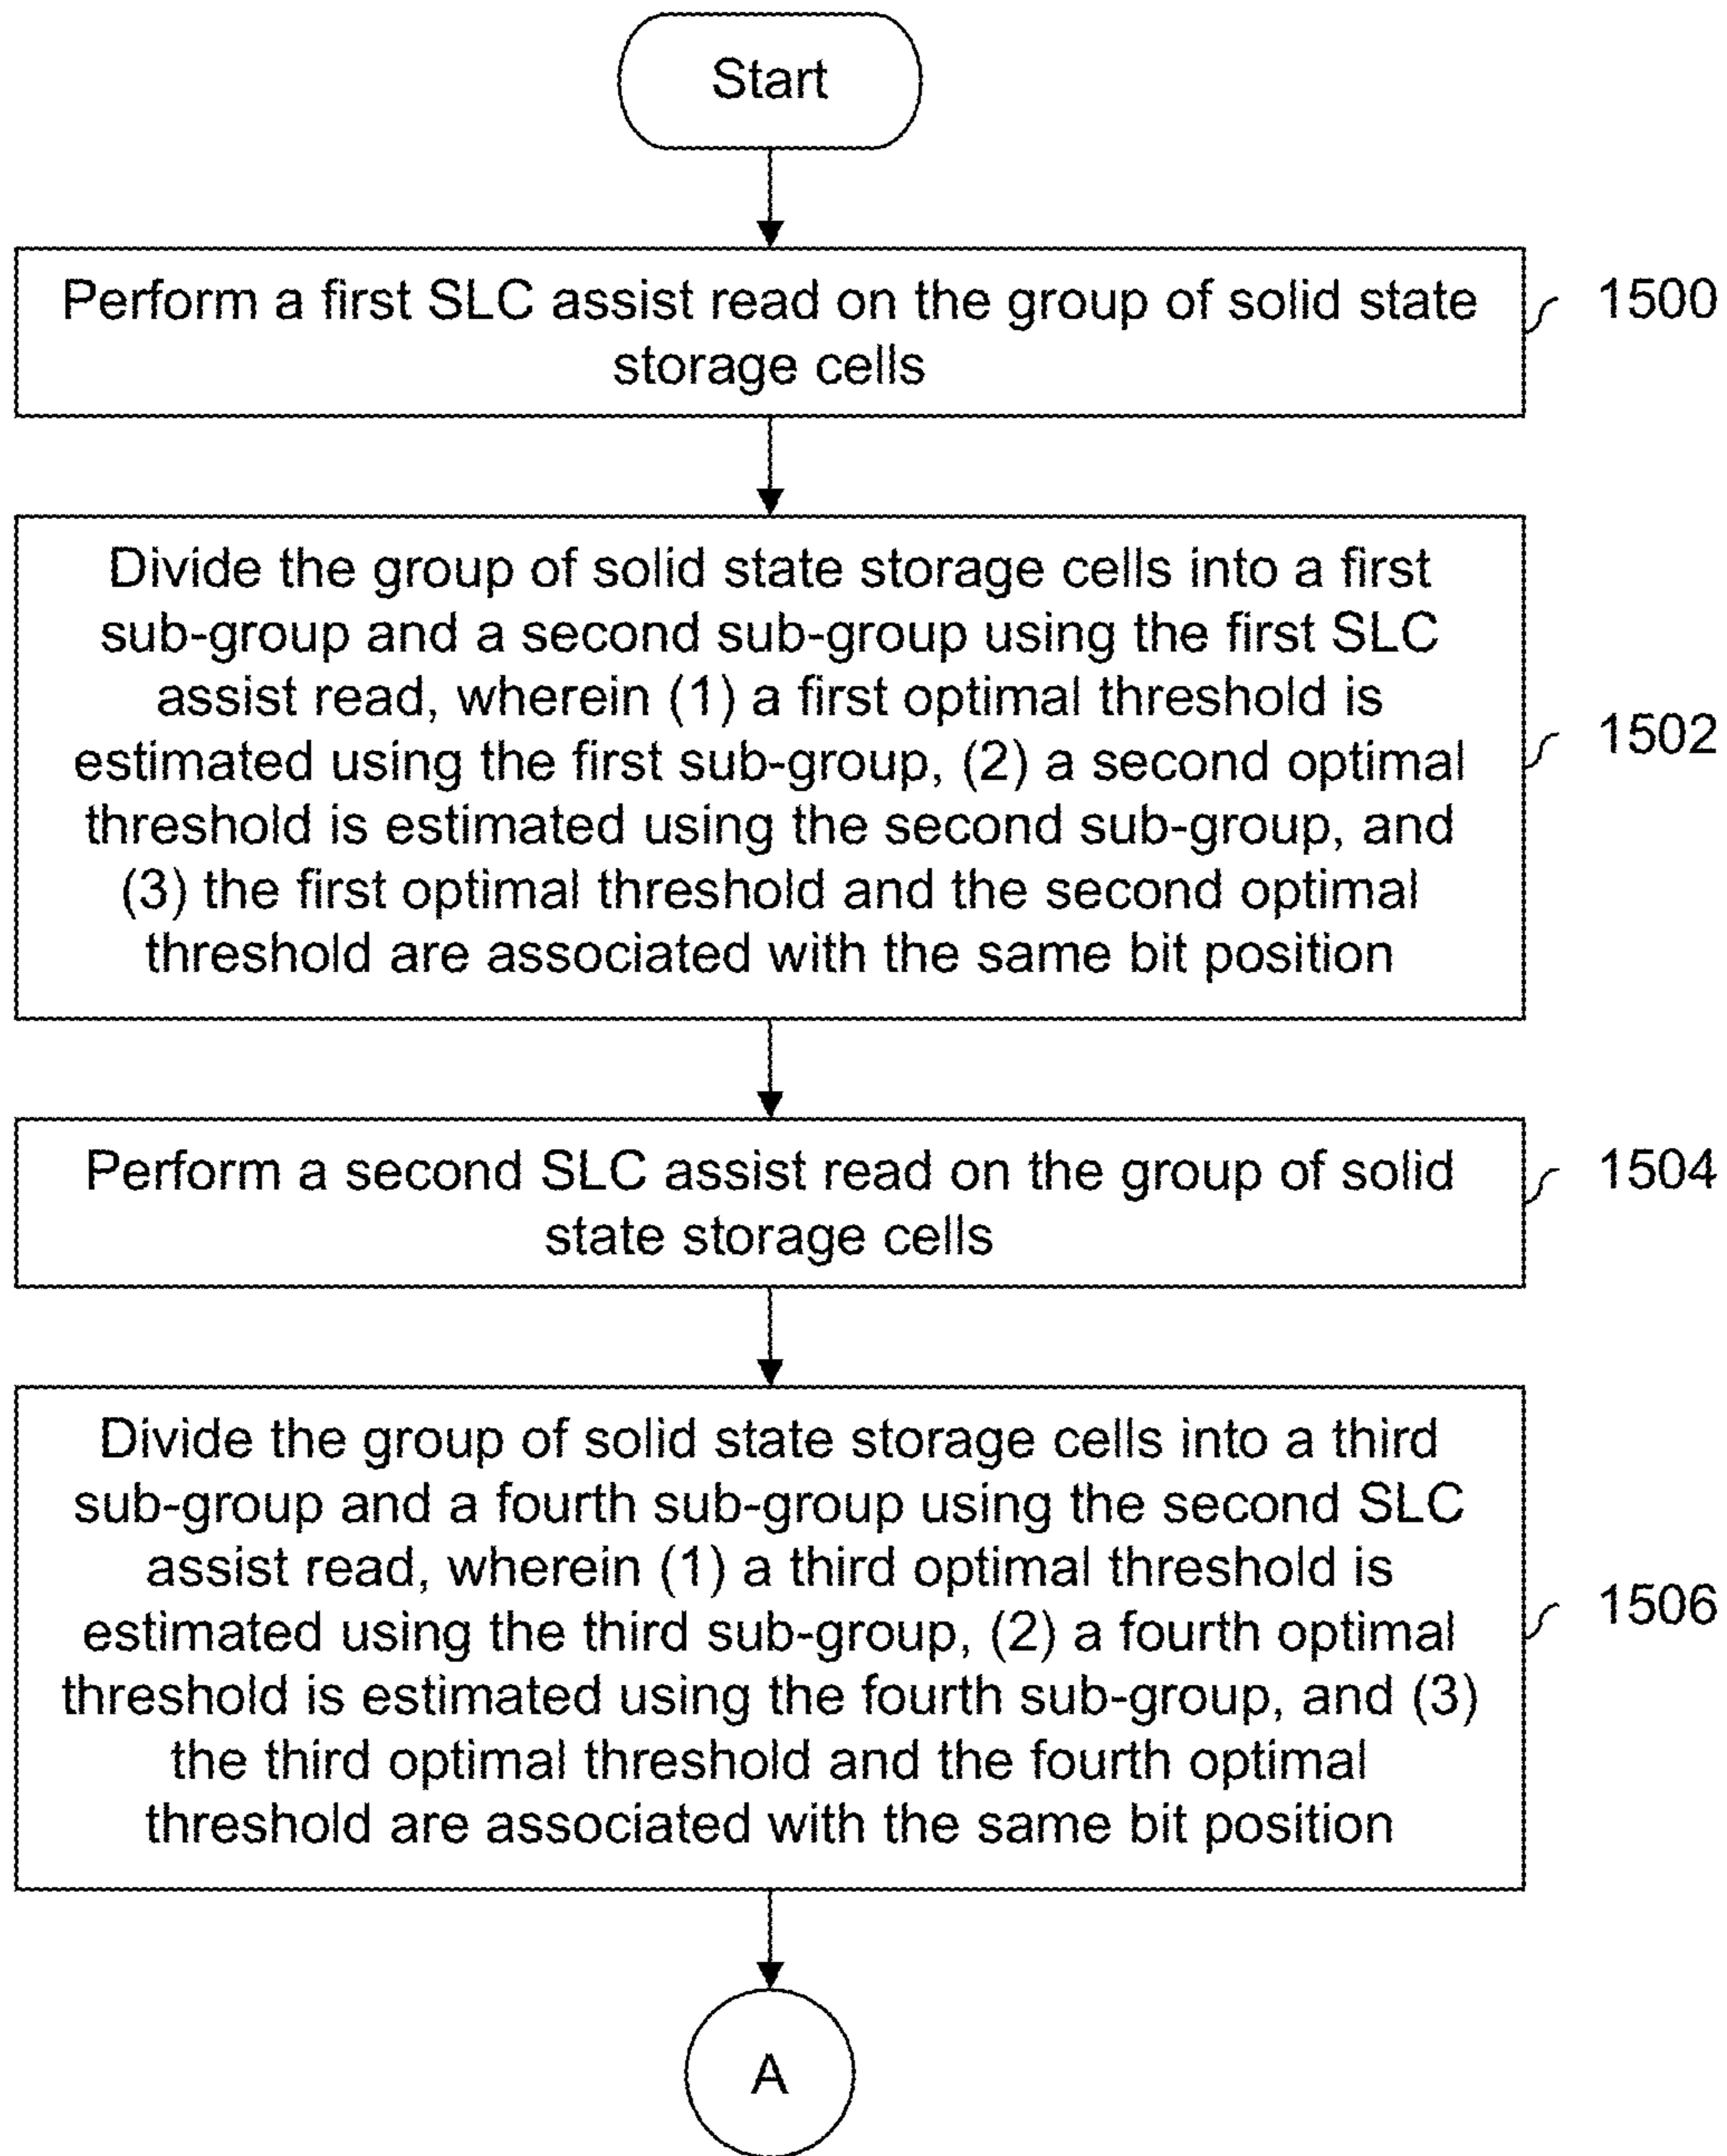 Start
Perform a first SLC assist read on the group of solid state
storage cells
1500
Divide the group of solid state storage cells into a first
sub-group and a second sub-group using the first SLC
assist read, wherein (1) a first optimal threshold is
estimated using the first sub-group, (2) a second optimal
threshold is estimated using the second sub-group, and
(3) the first optimal threshold and the second optimal
threshold are associated with the same bit position
1502
Perform a second SLC assist read on the group of solid
state storage cells
1504
Divide the group of solid state storage cells into a third
sub-group and a fourth sub-group using the second SLC
assist read, wherein (1) a third optimal threshold is
estimated using the third sub-group, (2) a fourth optimal
threshold is estimated using the fourth sub-group, and (3)
the third optimal threshold and the fourth optimal
threshold are associated with the same bit position
1506
A